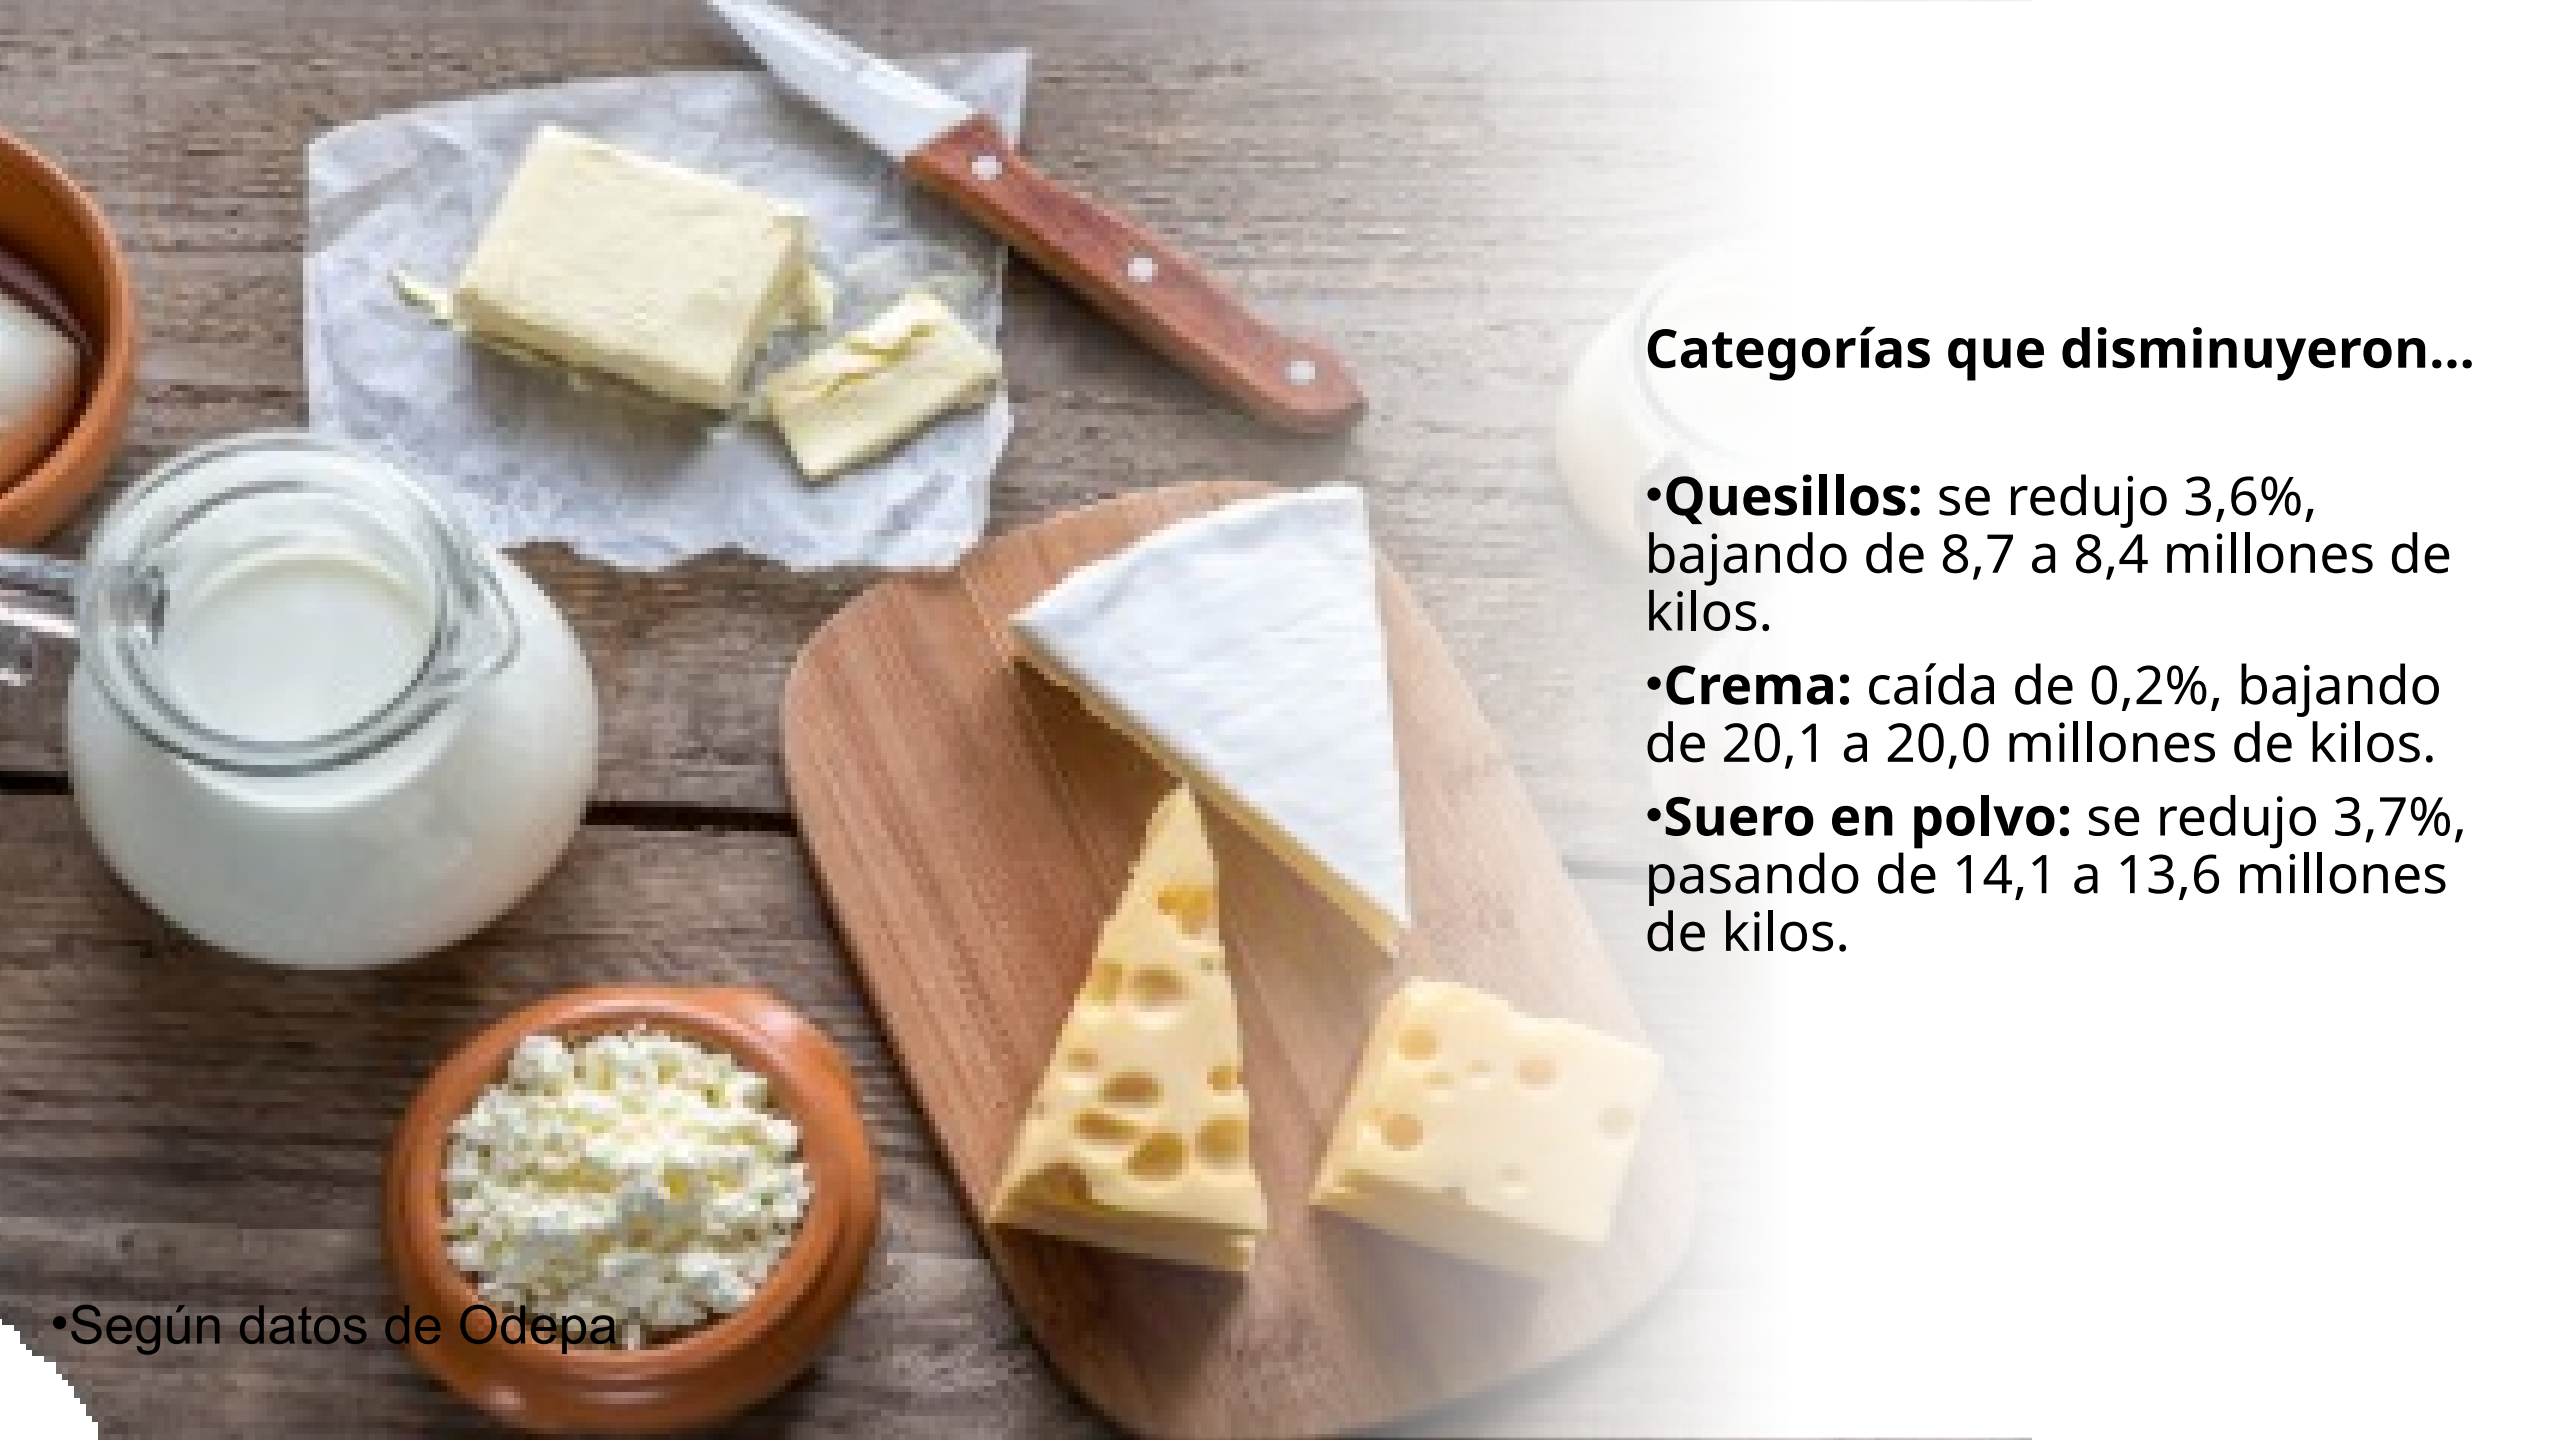 Categorías que disminuyeron…
•Quesillos: se redujo 3,6%,
bajando de 8,7 a 8,4 millones de
kilos.
•Crema: caída de 0,2%, bajando
de 20,1 a 20,0 millones de kilos.
•Suero en polvo: se redujo 3,7%,
pasando de 14,1 a 13,6 millones
de kilos.
•Según datos de Odepa